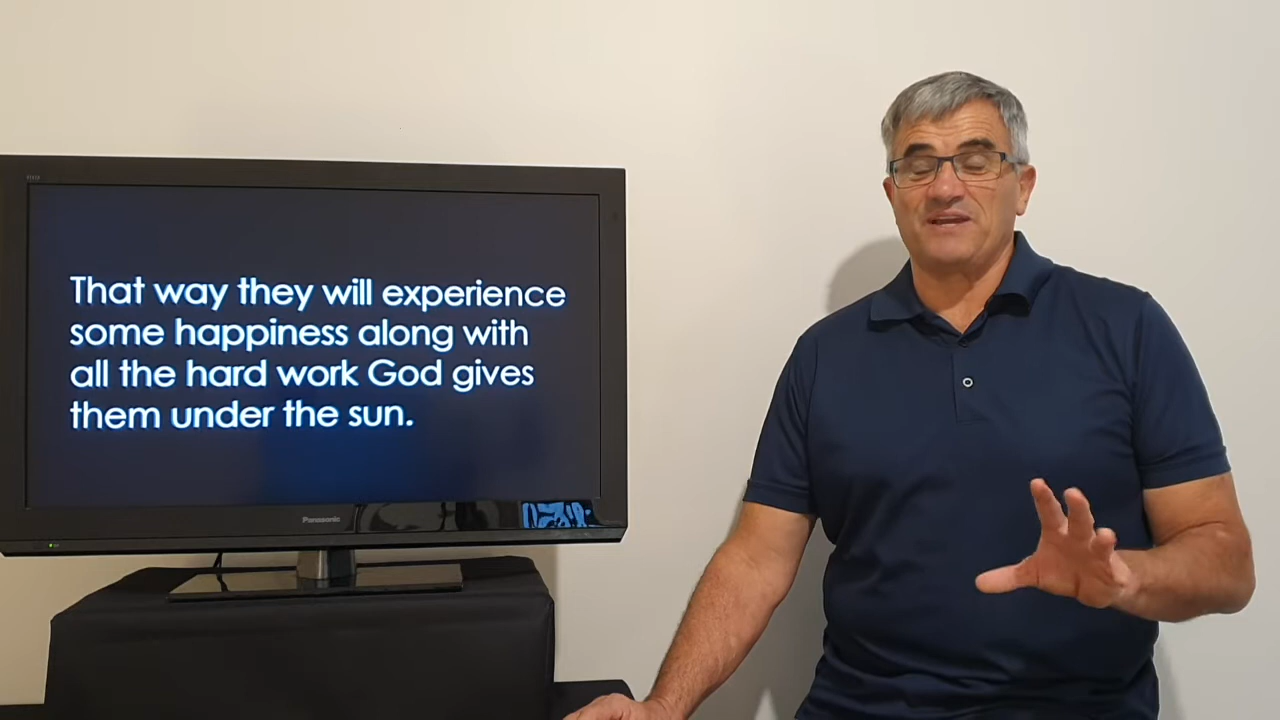 That way they will experience
some happiness along with
all the hard work God gives
them under the sun.
Panasonic